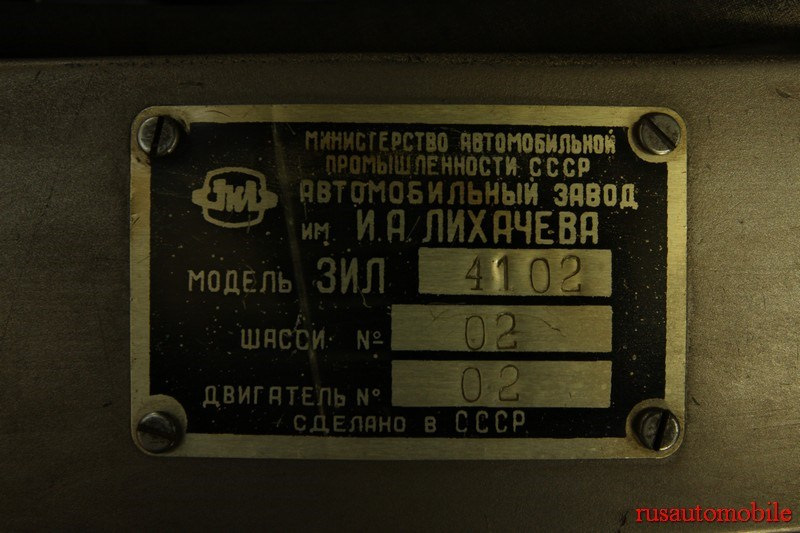 МИНИСТЕРСТВО АВТОМОБИЛЬНОЙ
ПРОМЫШЛЕННОСТИ СССР
ЗИЛ
АВТОМОБИЛЬНЫЙ ЗАВОД
ИМ И.А. ЛИХАЧЕВА
МОДЕЛЬ ЗИЛ 4102
ШАССИ № 02
ДВИГАТЕЛЬ № 02
СДЕЛАНО В СССР
rusautomobile